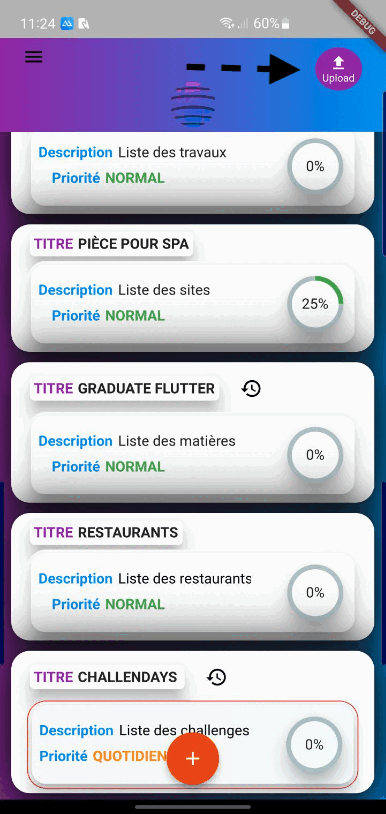 11:24
60%
DEBUG
Upload
Description Liste des travaux
0%
Priorité NORMAL
TITRE PIÈCE POUR SPA
Description Liste des sites
25%
Priorité NORMAL
TITRE GRADUATE FLUTTER
Description Liste des matières
0%
Priorité NORMAL
TITRE RESTAURANTS
Description Liste des restaurants
0%
Priorité NORMAL
TITRE CHALLENDAYS
Description Liste des challenges
0%
Priorité QUOTIDIEN
+